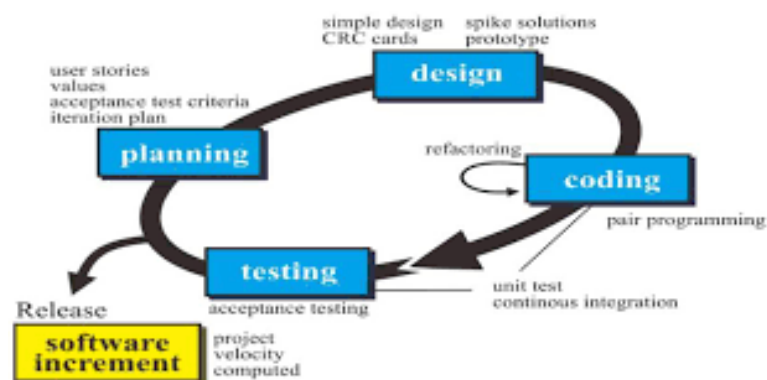 simple design
CRC cards
spike solutions
prototype
design
user stories
values
acceptance test criteria
iteration plan
planning
refactoring
coding
pair programming
testing
acceptance testing
unit test
continous integration
Release
software
increment
project
velocity
computed